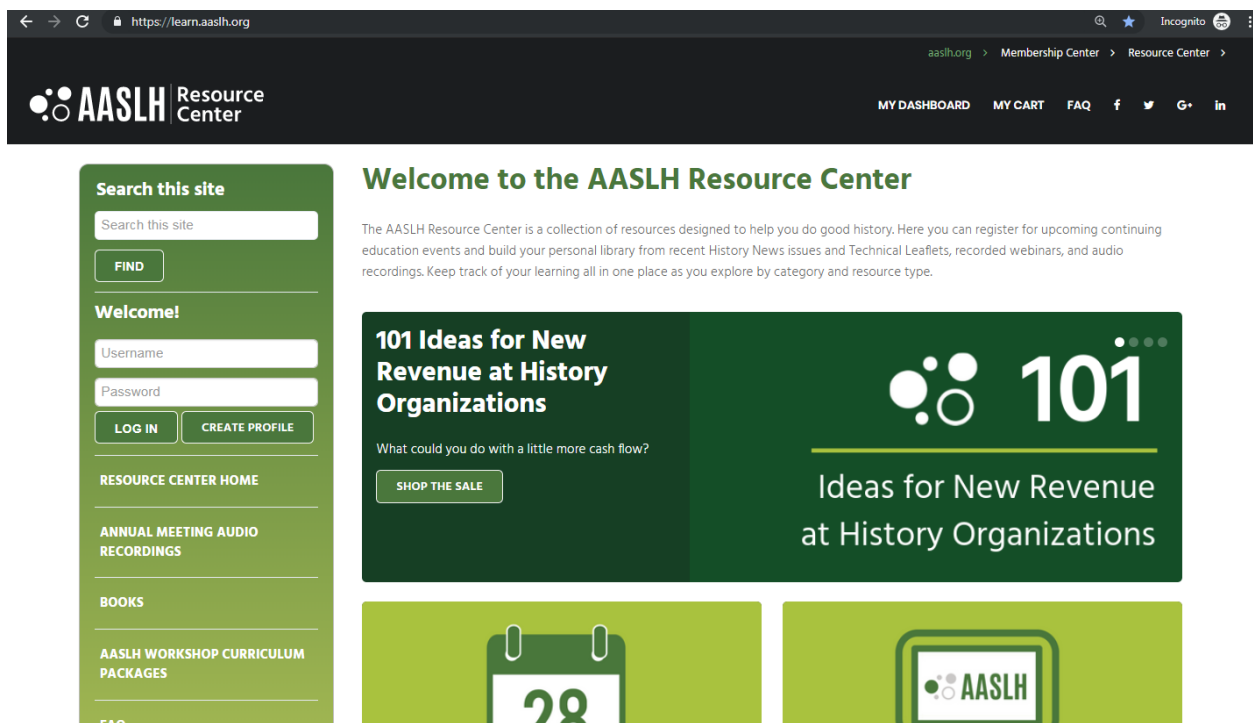 https://learn.aaslh.org
Incognito
aaslh.org > Membership Center > Resource Center >
AASLH Resource
Center
MY DASHBOARD MY CART FAQ f G+ in
Search this site
Search this site
FIND
Welcome!
Username
Password
LOG IN CREATE PROFILE
RESOURCE CENTER HOME
ANNUAL MEETING AUDIO
RECORDINGS
BOOKS
AASLH WORKSHOP CURRICULUM
PACKAGES
FAQ
Welcome to the AASLH Resource Center
The AASLH Resource Center is a collection of resources designed to help you do good history. Here you can register for upcoming continuing
education events and build your personal library from recent History News issues and Technical Leaflets, recorded webinars, and audio
recordings. Keep track of your learning all in one place as you explore by category and resource type.
101 Ideas for New
Revenue at History
Organizations
What could you do with a little more cash flow?
SHOP THE SALE
101
Ideas for New Revenue
at History Organizations
28
AASLH